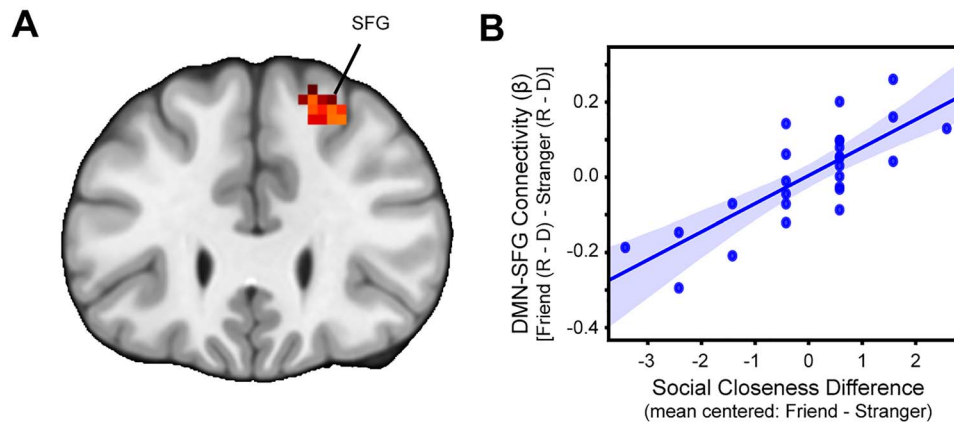 A
SFG
B
DMN-SFG Connectivity (β)
[Friend (R - D) - Stranger (R - D)]
0.2
0.0
-0.2
-0.4
-3
-2
-1
0
1
2
Social Closeness Difference
(mean centered: Friend - Stranger)